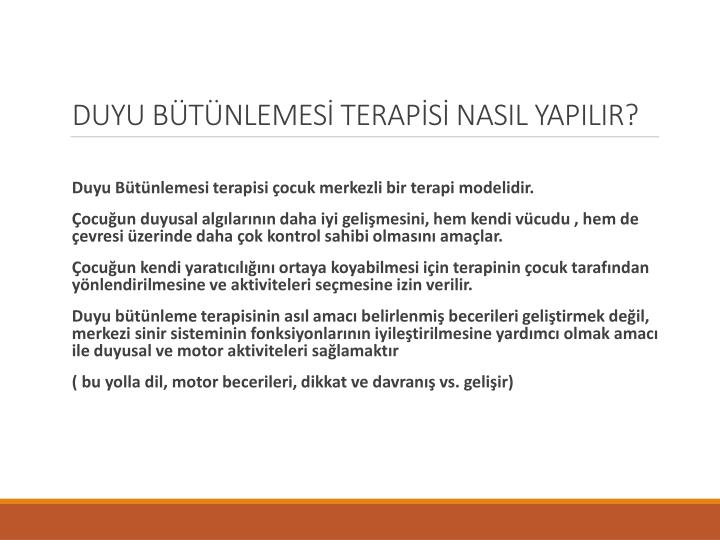 DUYU BÜTÜNLEMESİ TERAPİSİ NASIL YAPILIR?
Duyu Bütünlemesi terapisi çocuk merkezli bir terapi modelidir.
Çocuğun duyusal algılarının daha iyi gelişmesini, hem kendi vücudu , hem de
çevresi üzerinde daha çok kontrol sahibi olmasını amaçlar.
Çocuğun kendi yaratıcılığını ortaya koyabilmesi için terapinin çocuk tarafından
yönlendirilmesine ve aktiviteleri seçmesine izin verilir.
Duyu bütünleme terapisinin asıl amacı belirlenmiş becerileri geliştirmek değil,
merkezi sinir sisteminin fonksiyonlarının iyileştirilmesine yardımcı olmak amacı
ile duyusal ve motor aktiviteleri sağlamaktır
( bu yolla dil, motor becerileri, dikkat ve davranış vs. gelişir)